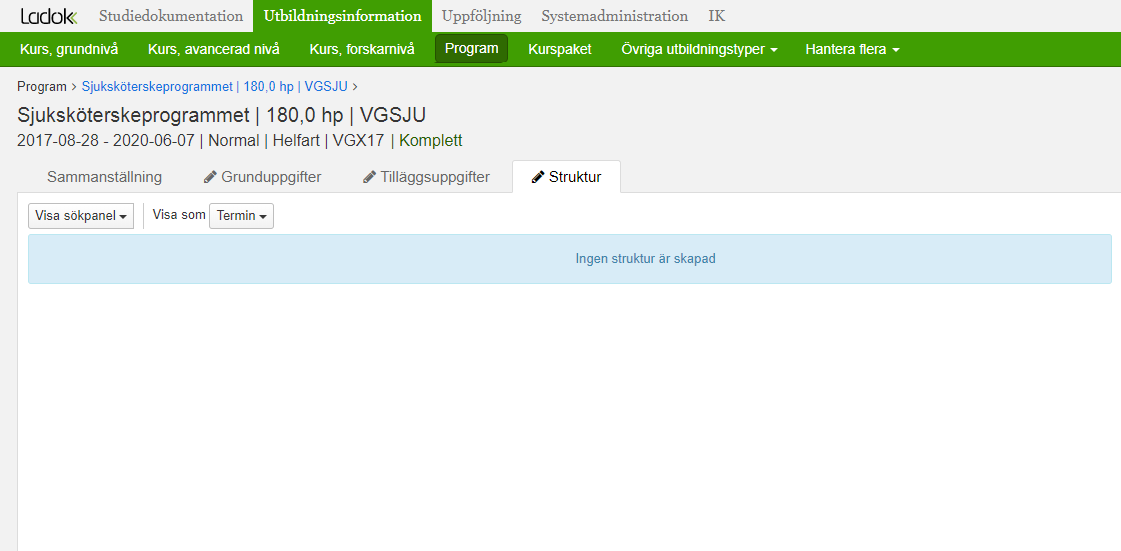 Ladok Studiedokumentation Utbildningsinformation Uppföljning Systemadministration IK
Kurs, grundnivå Kurs, avancerad nivå Kurs, forskarnivå Program Kurspaket Övriga utbildningstyper Hantera flera
Program > Sjuksköterskeprogrammet | 180,0 hp | VGSJU >
Sjuksköterskeprogrammet | 180,0 hp | VGSJU
2017-08-28 - 2020-06-07 | Normal | Helfart | VGX17 | Komplett
Sammanställning Grunduppgifter Tilläggsuppgifter Struktur
Visa sökpanel Visa som Termin
Ingen struktur är skapad